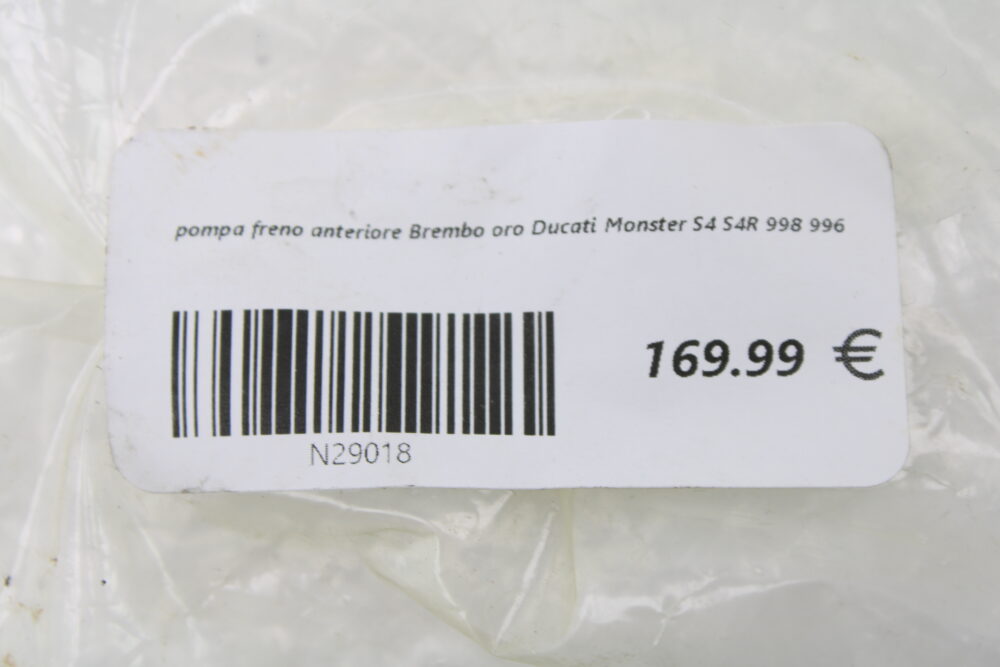 pompa freno anteriore Brembo oro Ducati Monster S4 S4R 998 996
169.99 €
N29018